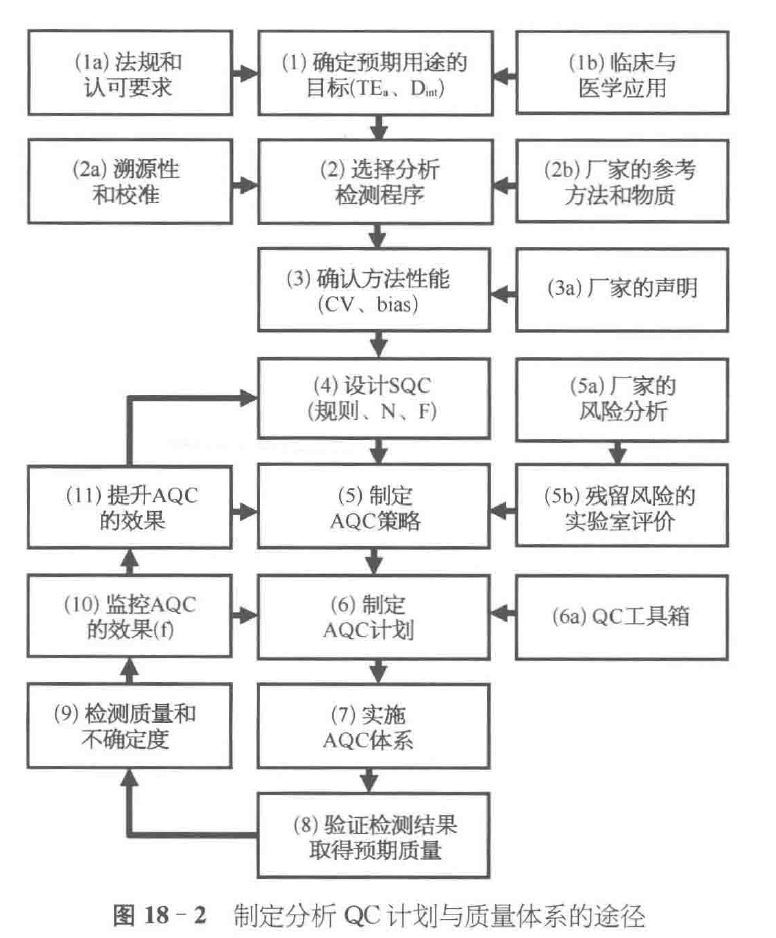 (1a) 法规和
认可要求
(1) 确定预期用途的
目标(TEₐ、D_int)
(1b) 临床与
医学应用
(2a) 溯源性
和校准
(2) 选择分析
检测程序
(2b) 厂家的参考
方法和物质
(3) 确认方法性能
(CV、bias)
(3a) 厂家的声明
(4) 设计SQC
(规则、N、F)
(5a) 厂家的
风险分析
(11) 提升AQC
的效果
(5) 制定
AQC策略
(5b) 残留风险的
实验室评价
(10) 监控AQC
的效果(f)
(6) 制定
AQC计划
(6a) QC工具箱
(9) 检测质量和
不确定度
(7) 实施
AQC体系
(8) 验证检测结果
取得预期质量
图 18-2 制定分析 QC 计划与质量体系的途径